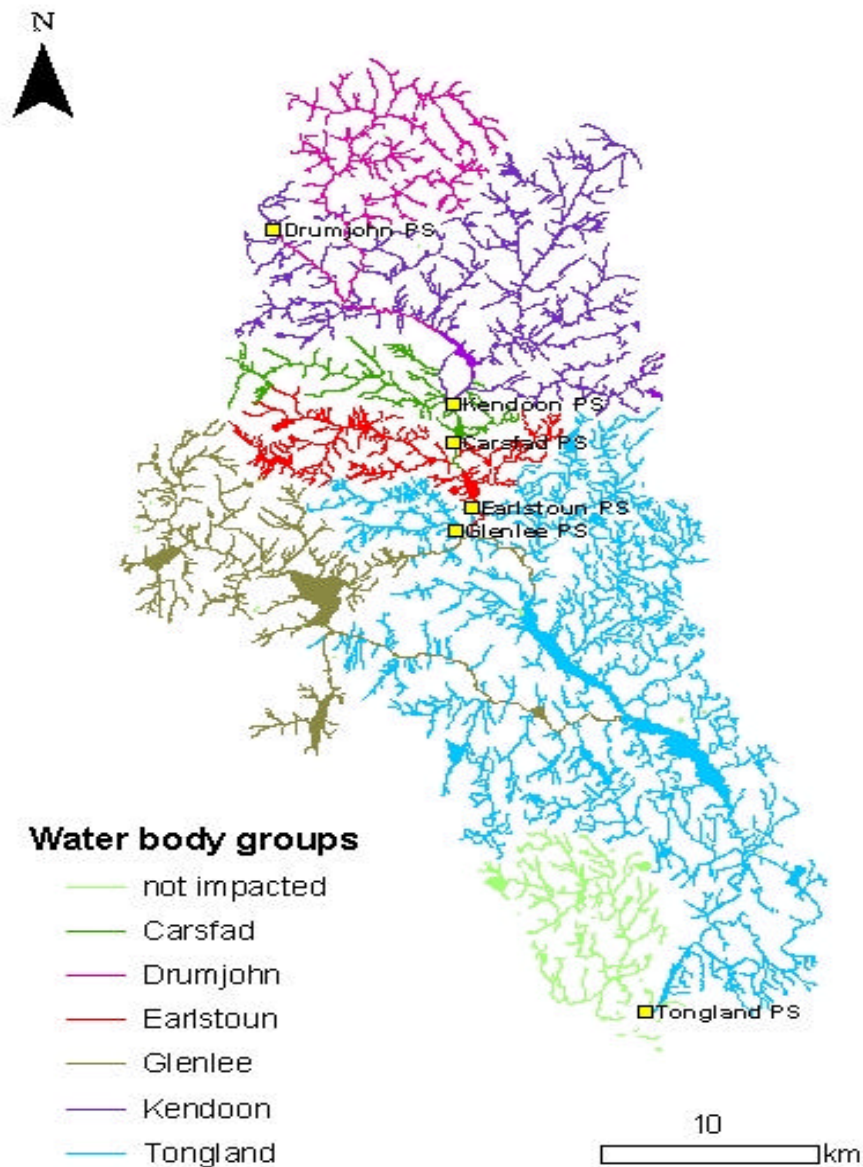 N
Drumjohn PS
Kendoon PS
Carsfad PS
Earlstoun PS
Glenlee PS
Water body groups
not impacted
Carsfad
Drumjohn
Earlstoun
Glenlee
Kendoon
Tongland
Tongland PS
10
km